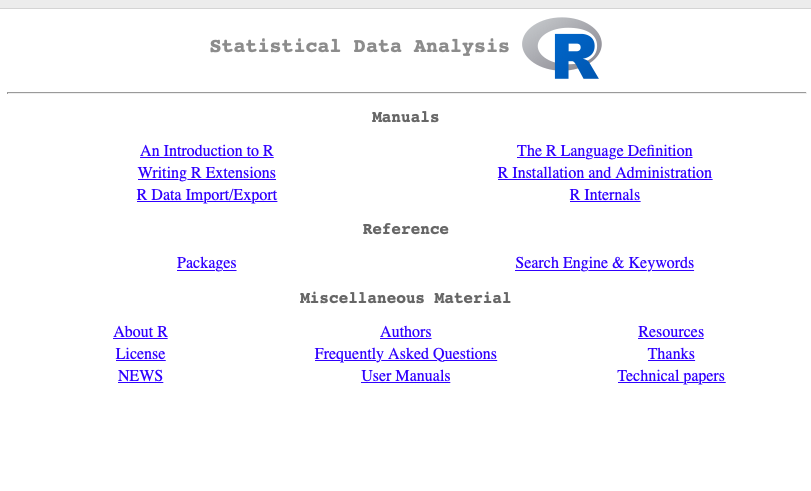 Statistical Data Analysis R
Manuals
An Introduction to R The R Language Definition
Writing R Extensions R Installation and Administration
R Data Import/Export R Internals
Reference
Packages Search Engine & Keywords
Miscellaneous Material
About R Authors Resources
License Frequently Asked Questions Thanks
NEWS User Manuals Technical papers